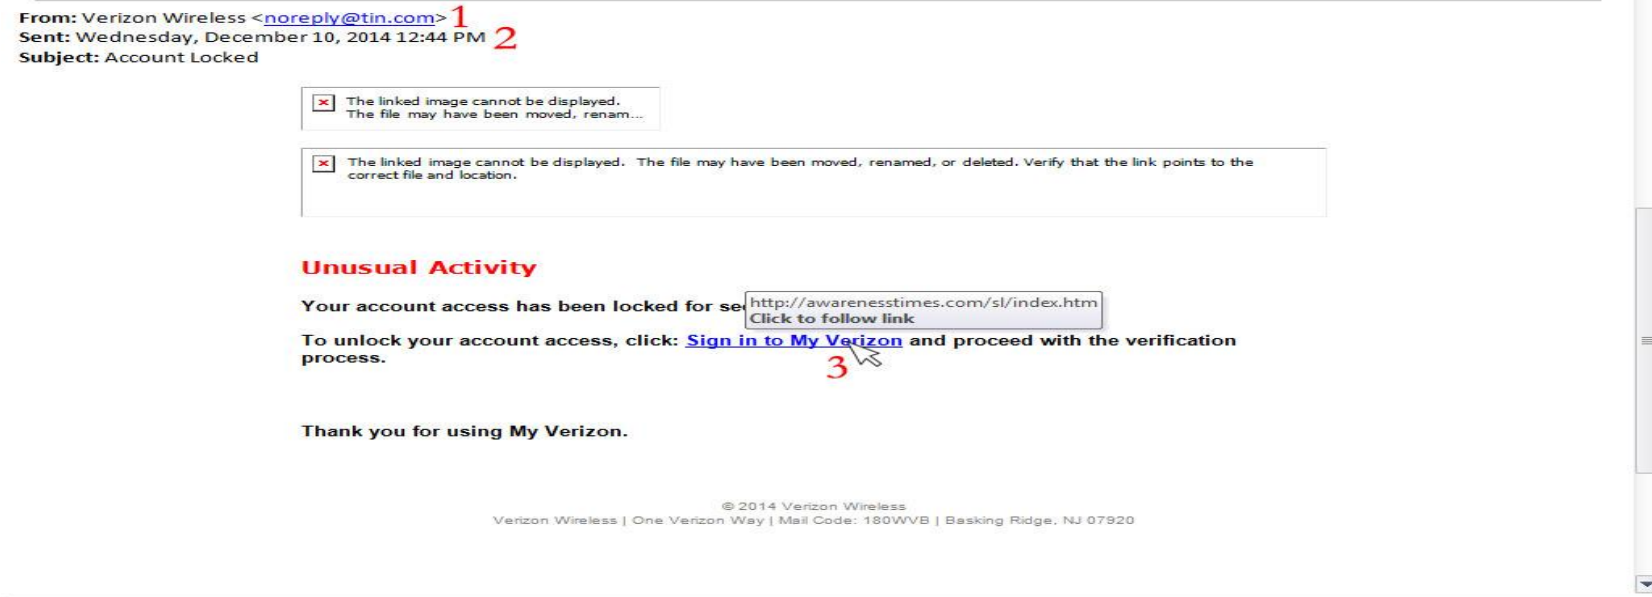 From: Verizon Wireless <noreply@tin.com> 1
Sent: Wednesday, December 10, 2014 12:44 PM 2
Subject: Account Locked
The linked image cannot be displayed.
The file may have been moved, renam...
The linked image cannot be displayed. The file may have been moved, renamed, or deleted. Verify that the link points to the
correct file and location.
Unusual Activity
Your account access has been locked for se
http://awarenesstimes.com/sl/index.htm
Click to follow link
To unlock your account access, click: Sign in to My Verizon and proceed with the verification
process.
3
Thank you for using My Verizon.
© 2014 Verizon Wireless
Verizon Wireless | One Verizon Way | Mail Code: 180WVB | Basking Ridge, NJ 07920